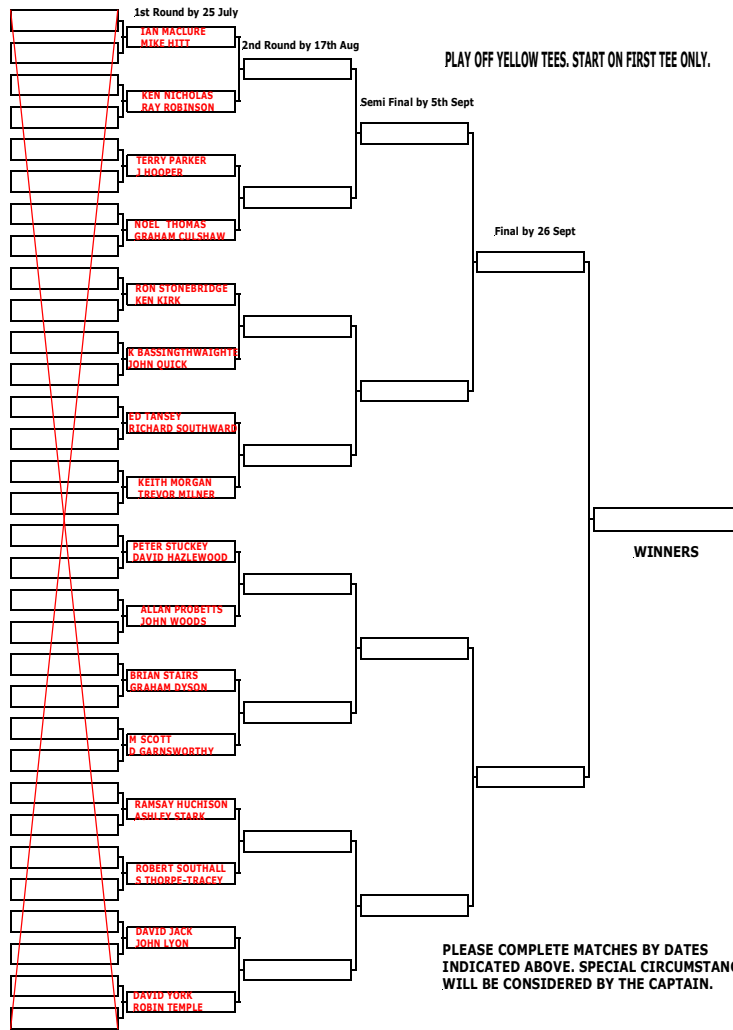 1st Round by 25 July
IAN MACLURE
MIKE HITT
2nd Round by 17th Aug
PLAY OFF YELLOW TEES. START ON FIRST TEE ONLY.
KEN NICHOLAS
RAY ROBINSON
Semi Final by 5th Sept
TERRY PARKER
J HOOPER
NOEL THOMAS
GRAHAM CULSHAW
Final by 26 Sept
RON STONEBRIDGE
KEN KIRK
K BASSINGTHWAIGHTE
JOHN QUICK
ED TANSEY
RICHARD SOUTHWARD
KEITH MORGAN
TREVOR MILNER
PETER STUCKEY
DAVID HAZLEWOOD
WINNERS
ALLAN PROBETTS
JOHN WOODS
BRIAN STAIRS
GRAHAM DYSON
M SCOTT
D GARNSWORTHY
RAMSAY HUCHISON
ASHLEY STARK
ROBERT SOUTHALL
S THORPE-TRACEY
DAVID JACK
JOHN LYON
PLEASE COMPLETE MATCHES BY DATES
INDICATED ABOVE. SPECIAL CIRCUMSTAN
WILL BE CONSIDERED BY THE CAPTAIN.
DAVID YORK
ROBIN TEMPLE